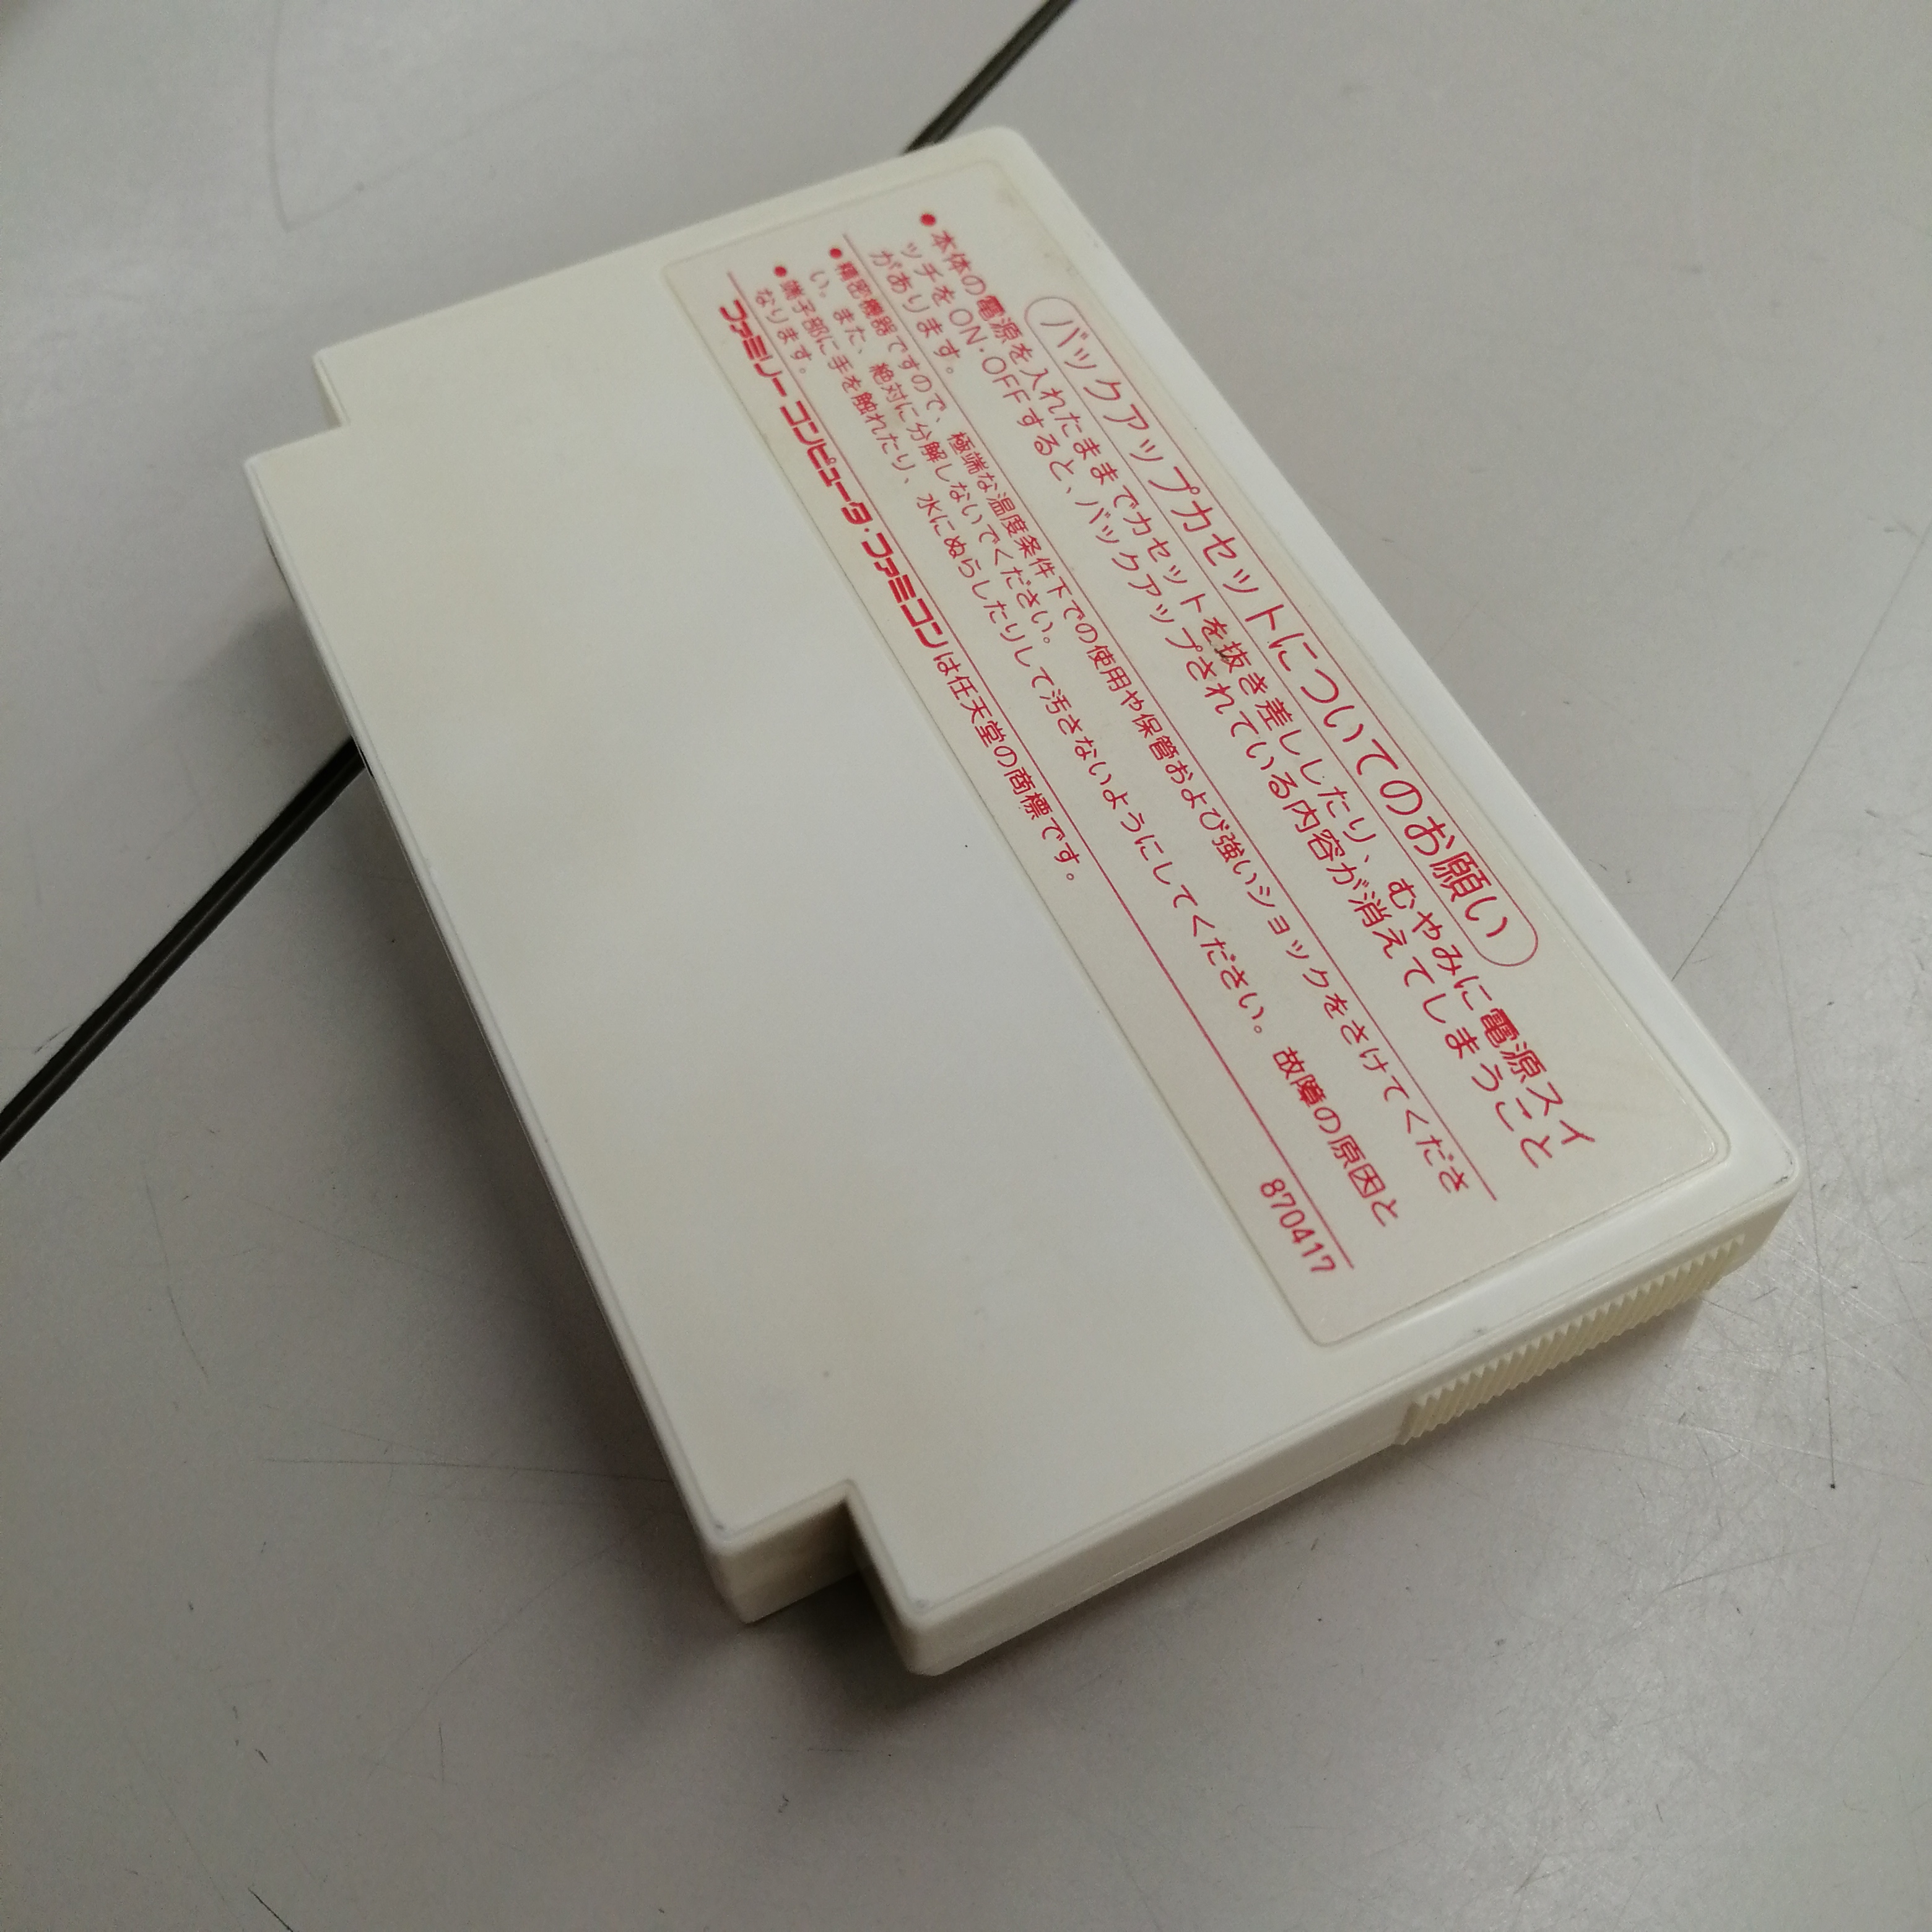 バックアップカセットについてのお願い
●本体の電源を入れたままでカセットを抜き差ししたり、むやみに電源スイ
ッチをON・OFFすると、バックアップされている内容が消えてしまうこと
があります。
●精密機器ですので、極端な温度条件下での使用や保管および強いショックをさけてくださ
い。また、絶対に分解しないでください。
●端子部に手を触れたり、水にぬらしたりして汚さないようにしてください。故障の原因と
なります。
ファミリーコンピュータ・ファミコンは任天堂の商標です。
870417